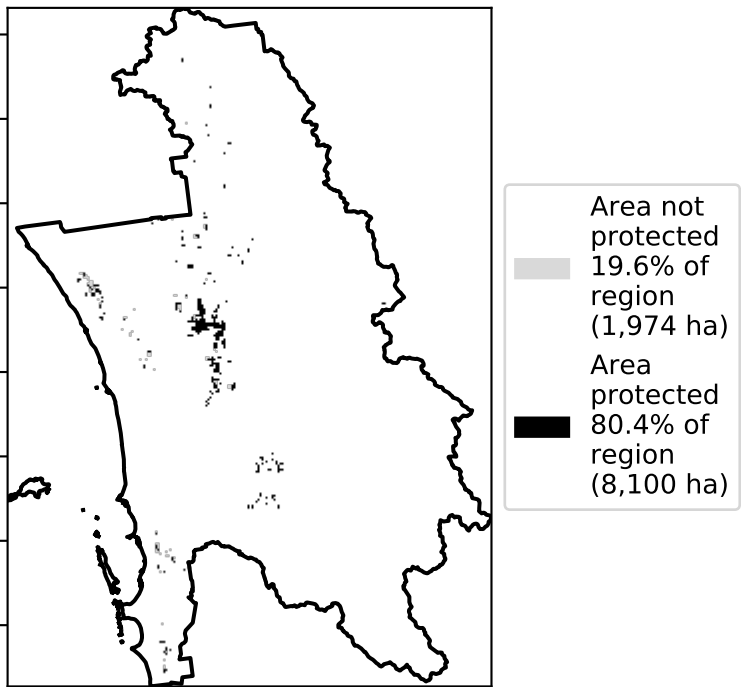 Area not
protected
19.6% of
region
(1,974 ha)
Area
protected
80.4% of
region
(8,100 ha)